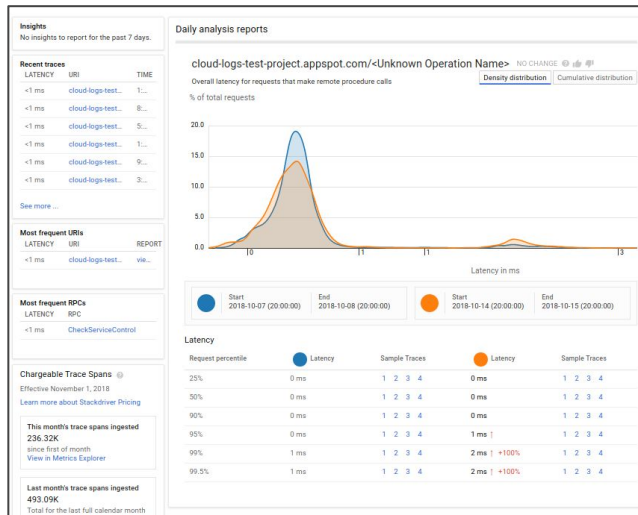 Insights
No insights to report for the past 7 days.
Recent traces
LATENCY URI TIME
<1 ms cloud-logs-test... 1:...
<1 ms cloud-logs-test... 8:...
<1 ms cloud-logs-test... 5:...
<1 ms cloud-logs-test... 1:...
<1 ms cloud-logs-test... 9:...
<1 ms cloud-logs-test... 3:...
See more ...
Most frequent URIs
LATENCY URI REPORT
<1 ms cloud-logs-test... vie...
Most frequent RPCs
LATENCY RPC
<1 ms CheckServiceControl
Chargeable Trace Spans
Effective November 1, 2018
Learn more about Stackdriver Pricing
This month's trace spans ingested
236.32K
since first of month
View in Metrics Explorer
Last month's trace spans ingested
493.09K
Total for the last full calendar month
Daily analysis reports
cloud-logs-test-project.appspot.com/<Unknown Operation Name> NO CHANGE
Overall latency for requests that make remote procedure calls
Density distribution Cumulative distribution
% of total requests
20.0
15.0
10.0
5.0
0.0
|0 |1 |1 |3
Latency in ms
Start End Start End
2018-10-07 (20:00:00) 2018-10-08 (20:00:00) 2018-10-14 (20:00:00) 2018-10-15 (20:00:00)
Latency
Request percentile Latency Sample Traces Latency Sample Traces
25% 0 ms 1 2 3 4 0 ms 1 2 3 4
50% 0 ms 1 2 3 4 0 ms 1 2 3 4
90% 0 ms 1 2 3 4 0 ms 1 2 3 4
95% 0 ms 1 2 3 4 1 ms ↑ 1 2 3 4
99% 1 ms 1 2 3 4 2 ms ↑ +100% 1 2 3 4
99.5% 1 ms 1 2 3 4 2 ms ↑ +100% 1 2 3 4